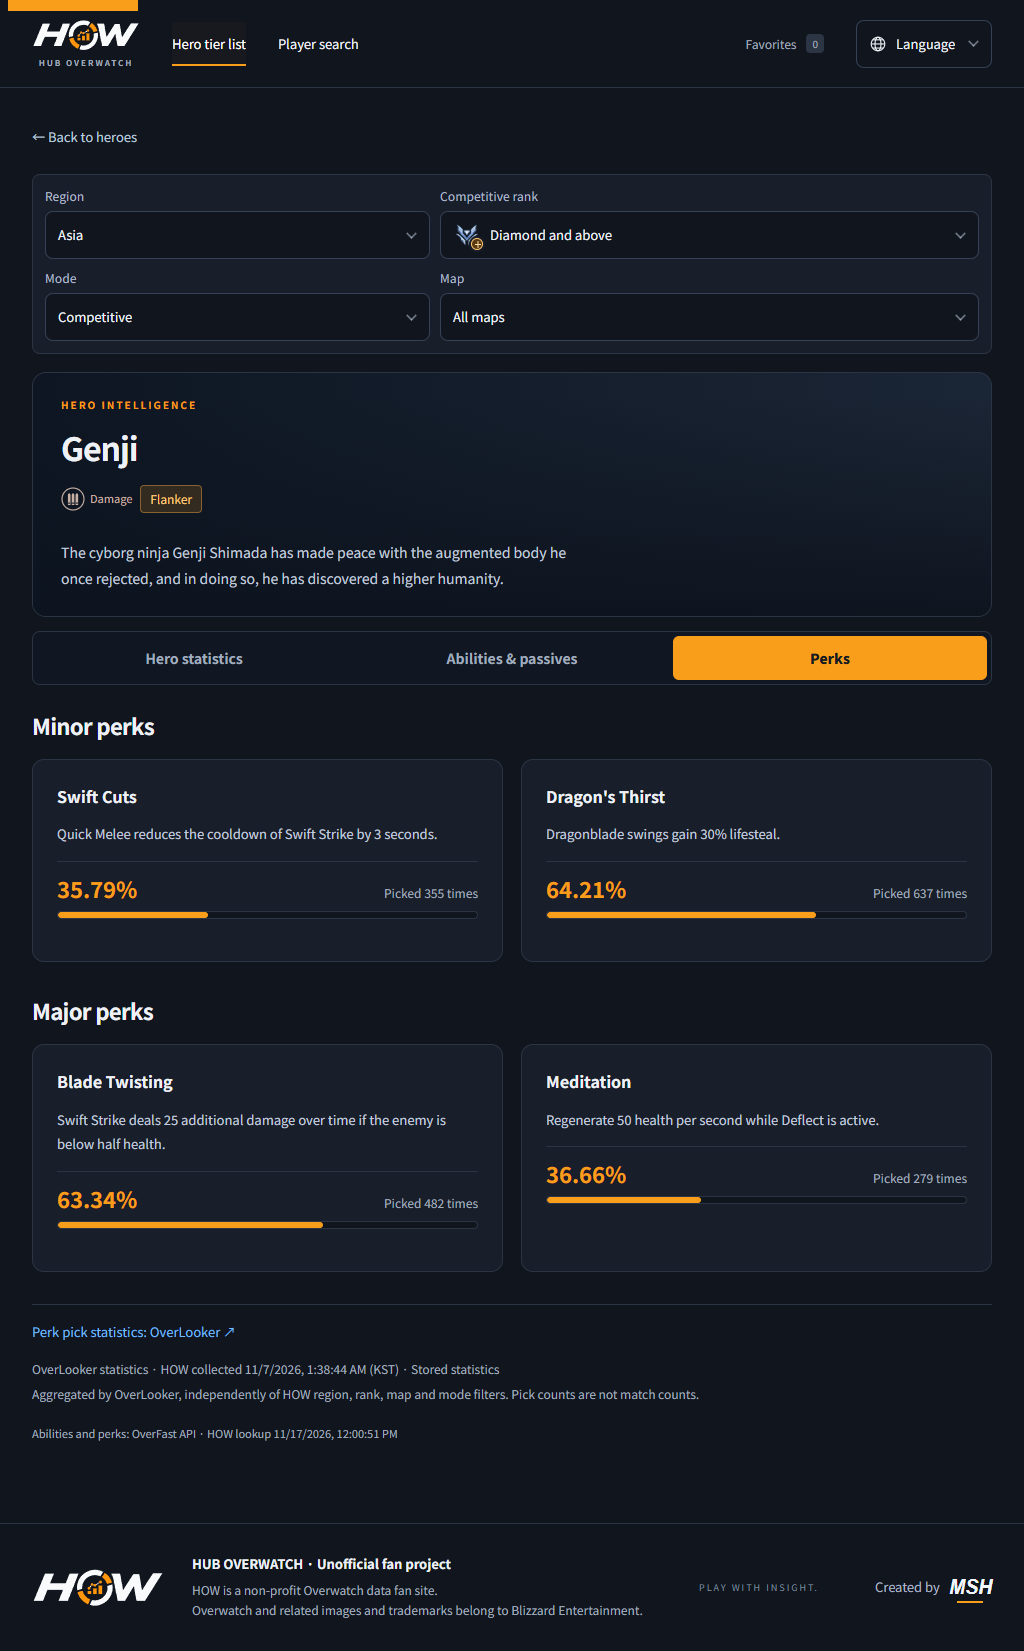 HOW
HUB OVERWATCH
Hero tier list
Player search
Favorites 0
Language
← Back to heroes
Region
Competitive rank
Asia
Diamond and above
Mode
Map
Competitive
All maps
HERO INTELLIGENCE
Genji
Damage
Flanker
The cyborg ninja Genji Shimada has made peace with the augmented body he
once rejected, and in doing so, he has discovered a higher humanity.
Hero statistics
Abilities & passives
Perks
Minor perks
Swift Cuts
Quick Melee reduces the cooldown of Swift Strike by 3 seconds.
35.79%
Picked 355 times
Dragon's Thirst
Dragonblade swings gain 30% lifesteal.
64.21%
Picked 637 times
Major perks
Blade Twisting
Swift Strike deals 25 additional damage over time if the enemy is
below half health.
63.34%
Picked 482 times
Meditation
Regenerate 50 health per second while Deflect is active.
36.66%
Picked 279 times
Perk pick statistics: OverLooker ↗
OverLooker statistics · HOW collected 11/7/2026, 1:38:44 AM (KST) · Stored statistics
Aggregated by OverLooker, independently of HOW region, rank, map and mode filters. Pick counts are not match counts.
Abilities and perks: OverFast API · HOW lookup 11/17/2026, 12:00:51 PM
HOW
HUB OVERWATCH · Unofficial fan project
HOW is a non-profit Overwatch data fan site.
Overwatch and related images and trademarks belong to Blizzard Entertainment.
PLAY WITH INSIGHT.
Created by MSH